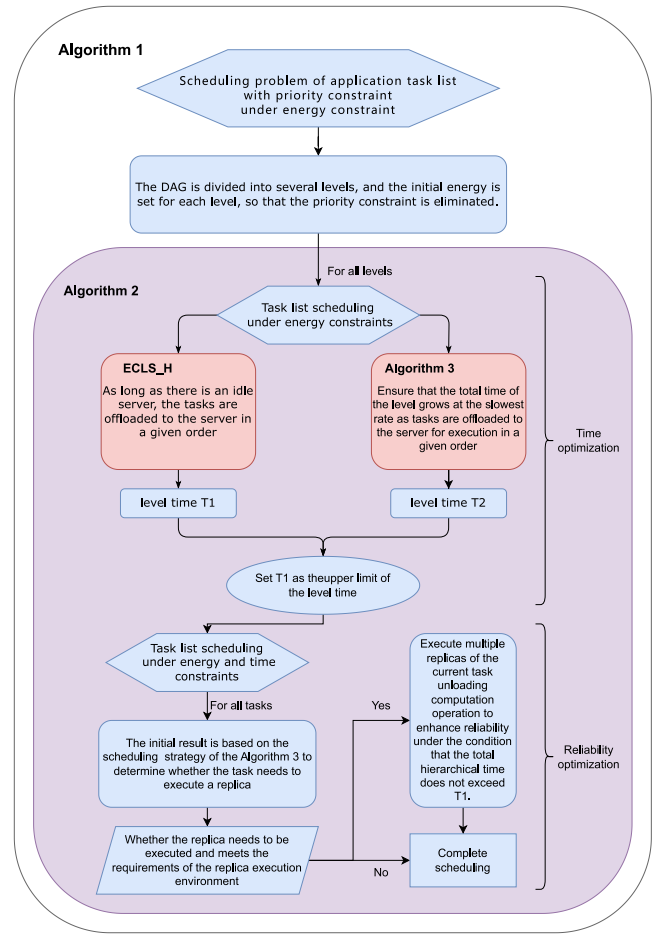 Algorithm 1
Scheduling problem of application task list
with priority constraint
under energy constraint
The DAG is divided into several levels, and the initial energy is
set for each level, so that the priority constraint is eliminated.
For all levels
Algorithm 2
Task list scheduling
under energy constraints
ECLS_H
As long as there is an idle
server, the tasks are
offloaded to the server in
a given order
Algorithm 3
Ensure that the total time of
the level grows at the slowest
rate as tasks are offloaded to
the server for execution in a
given order
Time
optimization
level time T1
level time T2
Set T1 as theupper limit of
the level time
Task list scheduling
under energy and time
constraints
For all tasks
The initial result is based on the
scheduling strategy of the Algorithm 3 to
determine whether the task needs to
execute a replica
Whether the replica needs to be
executed and meets the
requirements of the replica execution
environment
Yes
No
Execute multiple
replicas of the
current task
unloading
computation
operation to
enhance reliability
under the condition
that the total
hierarchical time
does not exceed
T1.
Complete
scheduling
Reliability
optimization